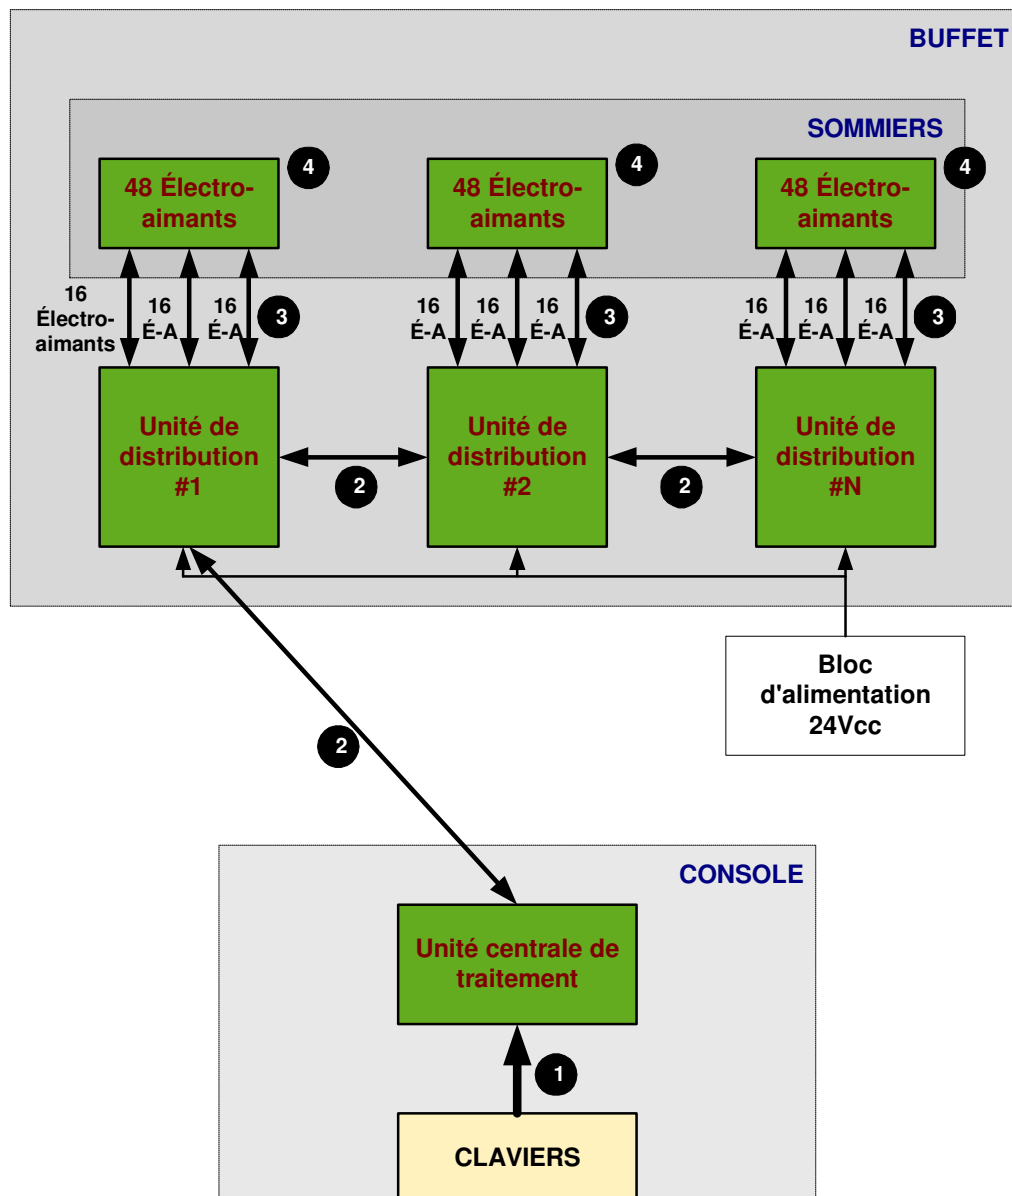 BUFFET
SOMMIERS
48 Électro-
aimants
4
48 Électro-
aimants
4
48 Électro-
aimants
4
16
Électro-
aimants
16
É-A
16
É-A
3
16
É-A
16
É-A
16
É-A
3
16
É-A
16
É-A
16
É-A
3
Unité de
distribution
#1
2
Unité de
distribution
#2
2
Unité de
distribution
#N
Bloc
d'alimentation
24Vcc
2
CONSOLE
Unité centrale de
traitement
1
CLAVIERS